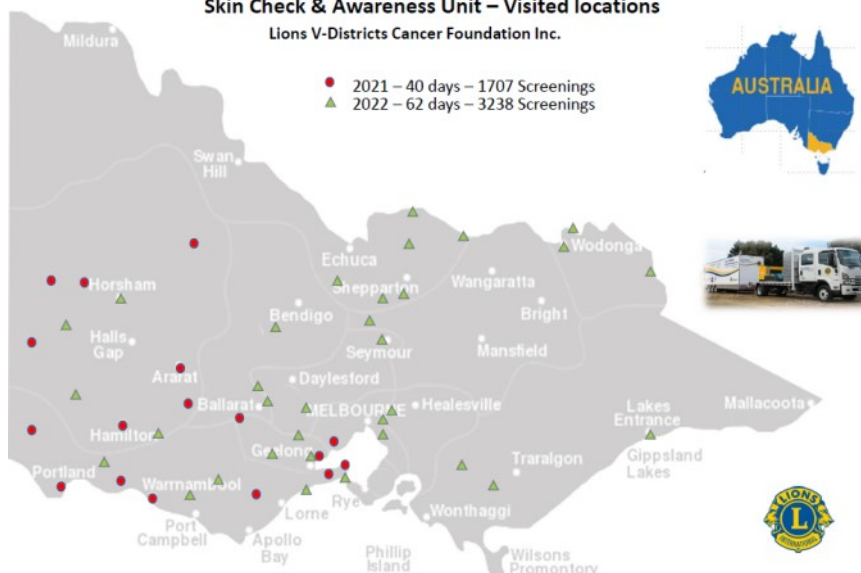 Skin Check & Awareness Unit – Visited locations
Lions V-Districts Cancer Foundation Inc.
2021 – 40 days – 1707 Screenings
2022 – 62 days – 3238 Screenings
AUSTRALIA
Mildura
Swan
Hill
Echuca
Wodonga
Shepparton
Wangaratta
Horsham
Bendigo
Bright
Halls
Gap
Seymour
Mansfield
Ararat
Daylesford
Ballarat
MELBOURNE
Healesville
Lakes
Entrance
Mallacoota
Hamilton
Geelong
Gippsland
Lakes
Portland
Traralgon
Warrnambool
Rye
Lorne
Wonthaggi
Port
Campbell
Apollo
Bay
Phillip
Island
Wilsons
Promontory
LIONS
L
INTERNATIONAL